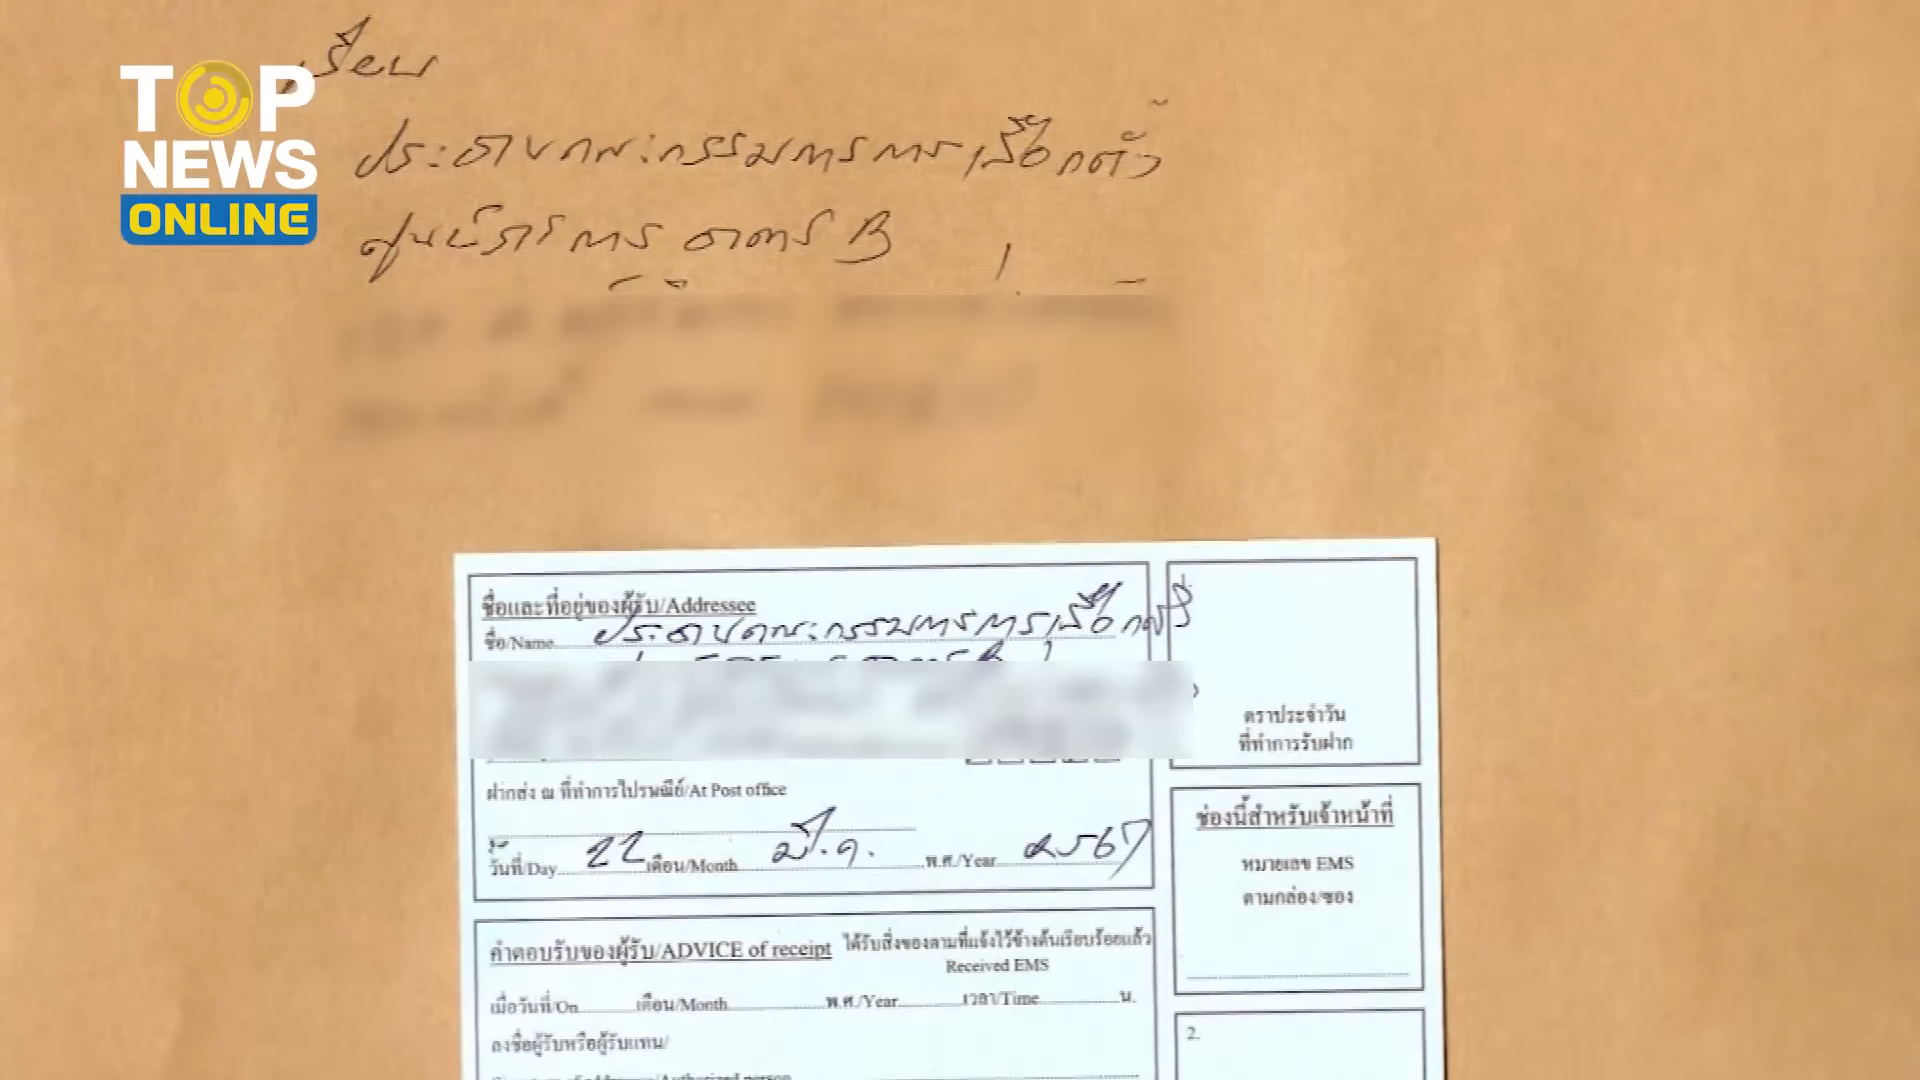 เรียน
TOP
NEWS
ONLINE
ประธานคณะกรรมการการเลือกตั้ง
ศูนย์ราชการ อาคาร B
ชื่อและที่อยู่ของผู้รับ/Addressee
ชื่อ/Name ประธานคณะกรรมการการเลือกตั้ง
ตราประจำวัน
ที่ทำการรับฝาก
ฝากส่ง ณ ที่ทำการไปรษณีย์/At Post office
วันที่/Day 22 เดือน/Month มี.ค. พ.ศ./Year 2567
ช่องนี้สำหรับเจ้าหน้าที่
หมายเลข EMS
ตามกล่อง/ซอง
คำตอบรับของผู้รับ/ADVICE of receipt ได้รับสิ่งของตามที่แจ้งไว้ข้างต้นเรียบร้อยแล้ว
Received EMS
เมื่อวันที่/On เดือน/Month พ.ศ./Year เวลา/Time น.
ลงชื่อผู้รับหรือผู้รับแทน/
2.